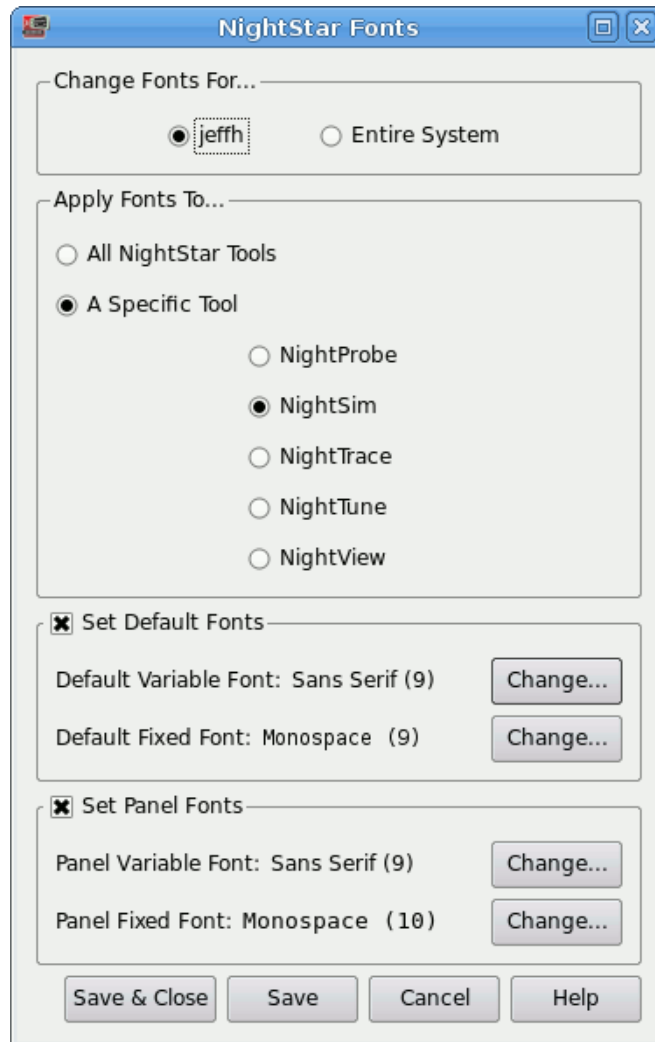 NightStar Fonts
Change Fonts For...
jeffh Entire System
Apply Fonts To...
All NightStar Tools
A Specific Tool
NightProbe
NightSim
NightTrace
NightTune
NightView
Set Default Fonts
Default Variable Font: Sans Serif (9) Change...
Default Fixed Font: Monospace (9) Change...
Set Panel Fonts
Panel Variable Font: Sans Serif (9) Change...
Panel Fixed Font: Monospace (10) Change...
Save & Close Save Cancel Help